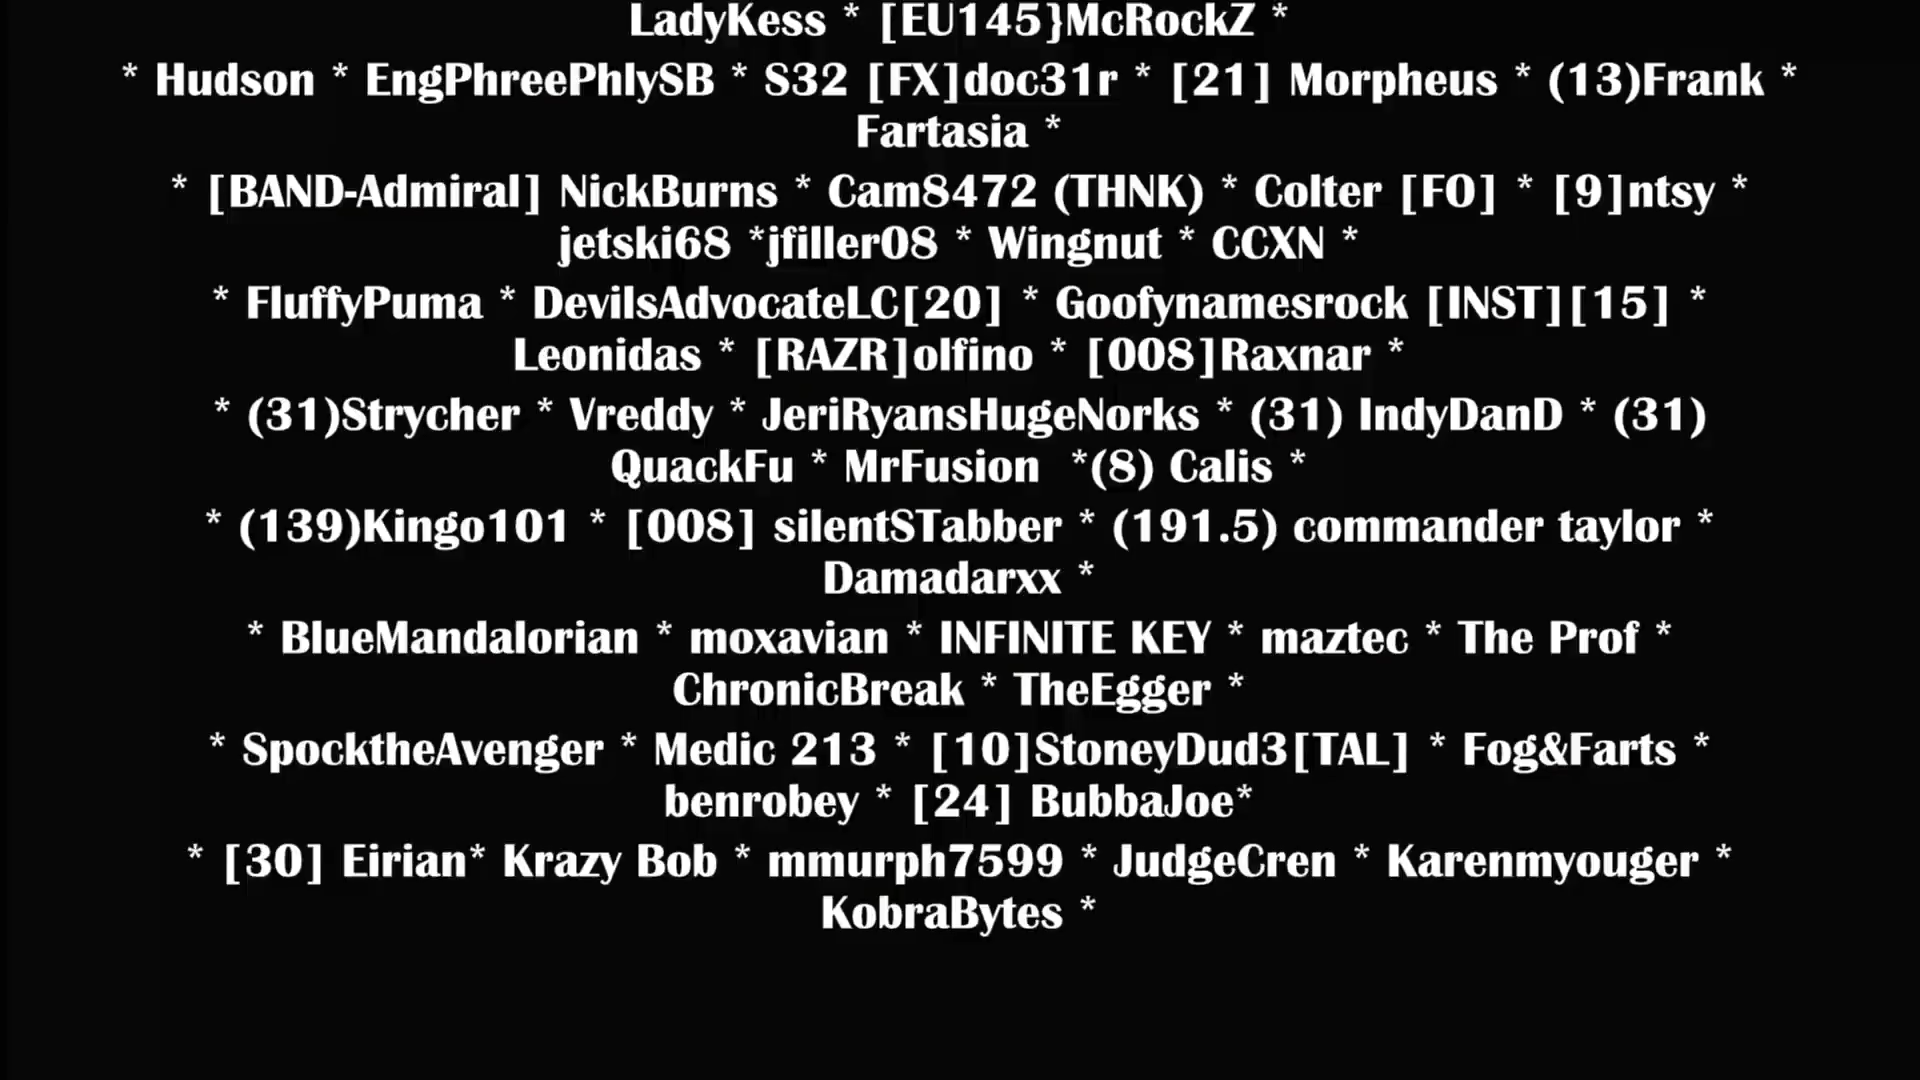 LadyKess * [EU145}McRockZ *
* Hudson * EngPhreePhlySB * S32 [FX]doc31r * [21] Morpheus * (13)Frank *
Fartasia *
* [BAND-Admiral] NickBurns * Cam8472 (THNK) * Colter [FO] * [9]ntsy *
jetski68 *jfiller08 * Wingnut * CCXN *
* FluffyPuma * DevilsAdvocateLC[20] * Goofynamesrock [INST][15] *
Leonidas * [RAZR]olfino * [008]Raxnar *
* (31)Strycher * Vreddy * JeriRyansHugeNorks * (31) IndyDanD * (31)
QuackFu * MrFusion  *(8) Calis *
* (139)Kingo101 * [008] silentSTabber * (191.5) commander taylor *
Damadarxx *
* BlueMandalorian * moxavian * INFINITE KEY * maztec * The Prof *
ChronicBreak * TheEgger *
* SpocktheAvenger * Medic 213 * [10]StoneyDud3[TAL] * Fog&Farts *
benrobey * [24] BubbaJoe*
* [30] Eirian* Krazy Bob * mmurph7599 * JudgeCren * Karenmyouger *
KobraBytes *